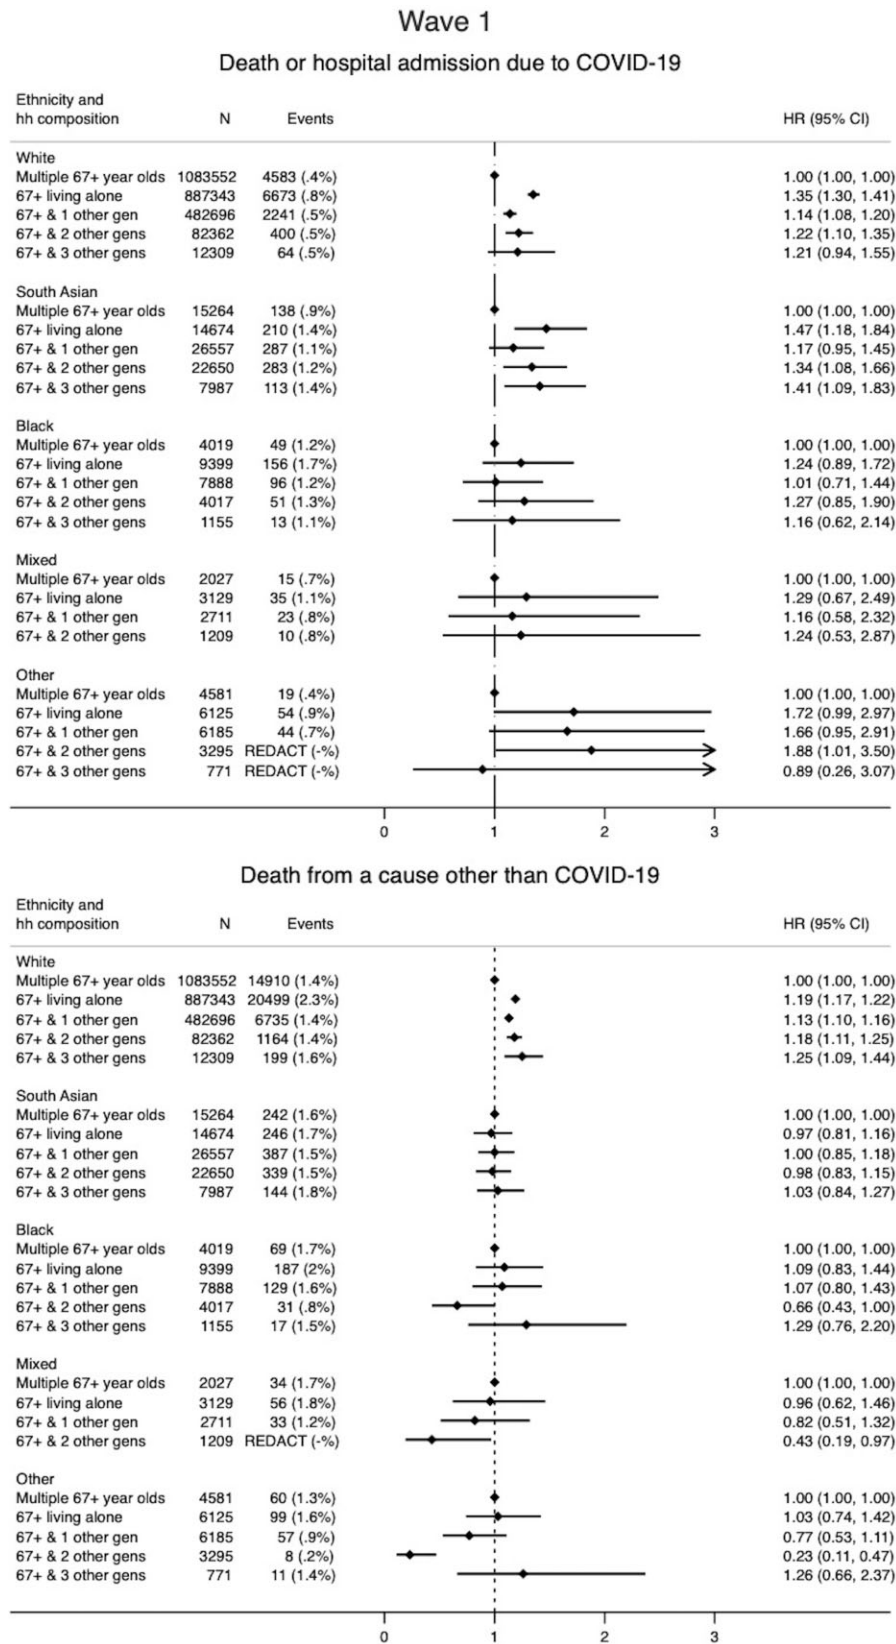 Wave 1
Death or hospital admission due to COVID-19
Ethnicity and
hh composition N Events HR (95% CI)
White
Multiple 67+ year olds 1083552 4583 (.4%) 1.00 (1.00, 1.00)
67+ living alone 887343 6673 (.8%) 1.35 (1.30, 1.41)
67+ & 1 other gen 482696 2241 (.5%) 1.14 (1.08, 1.20)
67+ & 2 other gens 82362 400 (.5%) 1.22 (1.10, 1.35)
67+ & 3 other gens 12309 64 (.5%) 1.21 (0.94, 1.55)
South Asian
Multiple 67+ year olds 15264 138 (.9%) 1.00 (1.00, 1.00)
67+ living alone 14674 210 (1.4%) 1.47 (1.18, 1.84)
67+ & 1 other gen 26557 287 (1.1%) 1.17 (0.95, 1.45)
67+ & 2 other gens 22650 283 (1.2%) 1.34 (1.08, 1.66)
67+ & 3 other gens 7987 113 (1.4%) 1.41 (1.09, 1.83)
Black
Multiple 67+ year olds 4019 49 (1.2%) 1.00 (1.00, 1.00)
67+ living alone 9399 156 (1.7%) 1.24 (0.89, 1.72)
67+ & 1 other gen 7888 96 (1.2%) 1.01 (0.71, 1.44)
67+ & 2 other gens 4017 51 (1.3%) 1.27 (0.85, 1.90)
67+ & 3 other gens 1155 13 (1.1%) 1.16 (0.62, 2.14)
Mixed
Multiple 67+ year olds 2027 15 (.7%) 1.00 (1.00, 1.00)
67+ living alone 3129 35 (1.1%) 1.29 (0.67, 2.49)
67+ & 1 other gen 2711 23 (.8%) 1.16 (0.58, 2.32)
67+ & 2 other gens 1209 10 (.8%) 1.24 (0.53, 2.87)
Other
Multiple 67+ year olds 4581 19 (.4%) 1.00 (1.00, 1.00)
67+ living alone 6125 54 (.9%) 1.72 (0.99, 2.97)
67+ & 1 other gen 6185 44 (.7%) 1.66 (0.95, 2.91)
67+ & 2 other gens 3295 REDACT (-%) 1.88 (1.01, 3.50)
67+ & 3 other gens 771 REDACT (-%) 0.89 (0.26, 3.07)
0 1 2 3
Death from a cause other than COVID-19
Ethnicity and
hh composition N Events HR (95% CI)
White
Multiple 67+ year olds 1083552 14910 (1.4%) 1.00 (1.00, 1.00)
67+ living alone 887343 20499 (2.3%) 1.19 (1.17, 1.22)
67+ & 1 other gen 482696 6735 (1.4%) 1.13 (1.10, 1.16)
67+ & 2 other gens 82362 1164 (1.4%) 1.18 (1.11, 1.25)
67+ & 3 other gens 12309 199 (1.6%) 1.25 (1.09, 1.44)
South Asian
Multiple 67+ year olds 15264 242 (1.6%) 1.00 (1.00, 1.00)
67+ living alone 14674 246 (1.7%) 0.97 (0.81, 1.16)
67+ & 1 other gen 26557 387 (1.5%) 1.00 (0.85, 1.18)
67+ & 2 other gens 22650 339 (1.5%) 0.98 (0.83, 1.15)
67+ & 3 other gens 7987 144 (1.8%) 1.03 (0.84, 1.27)
Black
Multiple 67+ year olds 4019 69 (1.7%) 1.00 (1.00, 1.00)
67+ living alone 9399 187 (2%) 1.09 (0.83, 1.44)
67+ & 1 other gen 7888 129 (1.6%) 1.07 (0.80, 1.43)
67+ & 2 other gens 4017 31 (.8%) 0.66 (0.43, 1.00)
67+ & 3 other gens 1155 17 (1.5%) 1.29 (0.76, 2.20)
Mixed
Multiple 67+ year olds 2027 34 (1.7%) 1.00 (1.00, 1.00)
67+ living alone 3129 56 (1.8%) 0.96 (0.62, 1.46)
67+ & 1 other gen 2711 33 (1.2%) 0.82 (0.51, 1.32)
67+ & 2 other gens 1209 REDACT (-%) 0.43 (0.19, 0.97)
Other
Multiple 67+ year olds 4581 60 (1.3%) 1.00 (1.00, 1.00)
67+ living alone 6125 99 (1.6%) 1.03 (0.74, 1.42)
67+ & 1 other gen 6185 57 (.9%) 0.77 (0.53, 1.11)
67+ & 2 other gens 3295 8 (.2%) 0.23 (0.11, 0.47)
67+ & 3 other gens 771 11 (1.4%) 1.26 (0.66, 2.37)
0 1 2 3